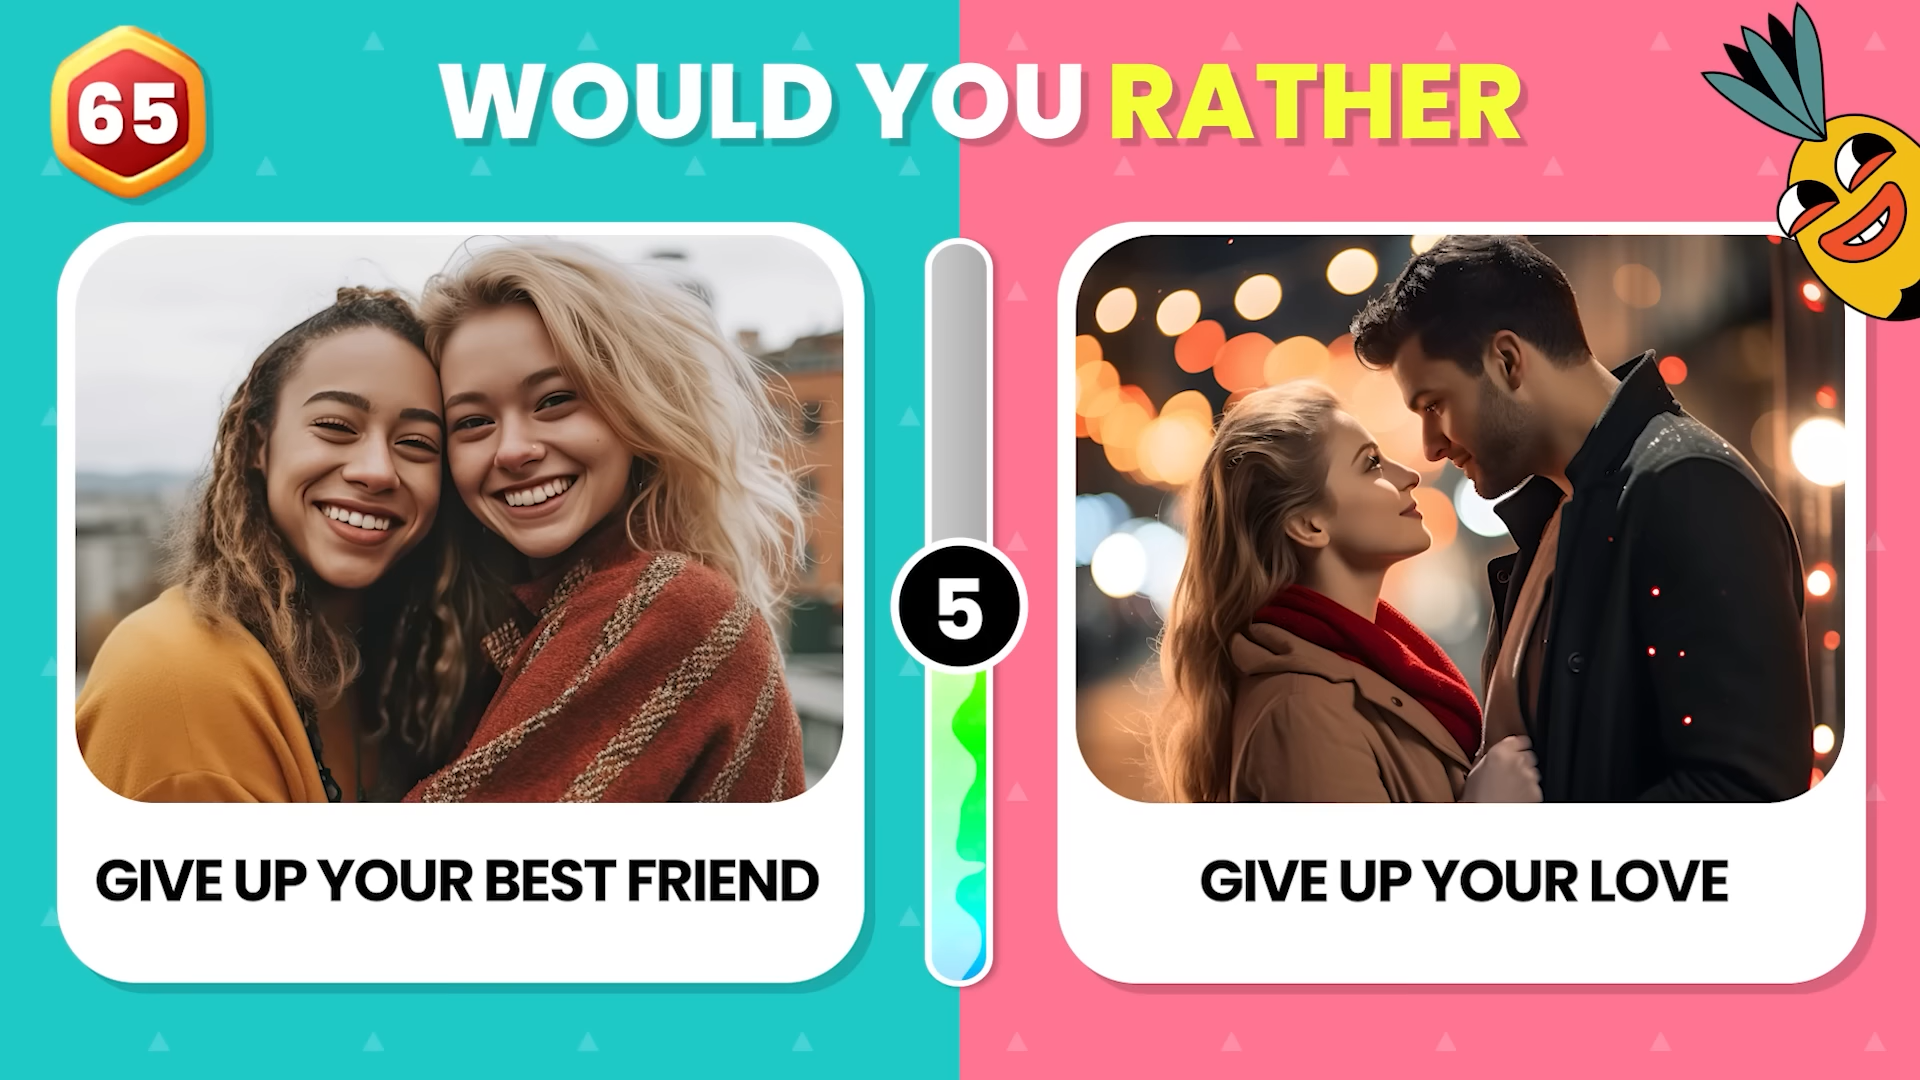 65
WOULD YOU RATHER
5
GIVE UP YOUR BEST FRIEND
GIVE UP YOUR LOVE